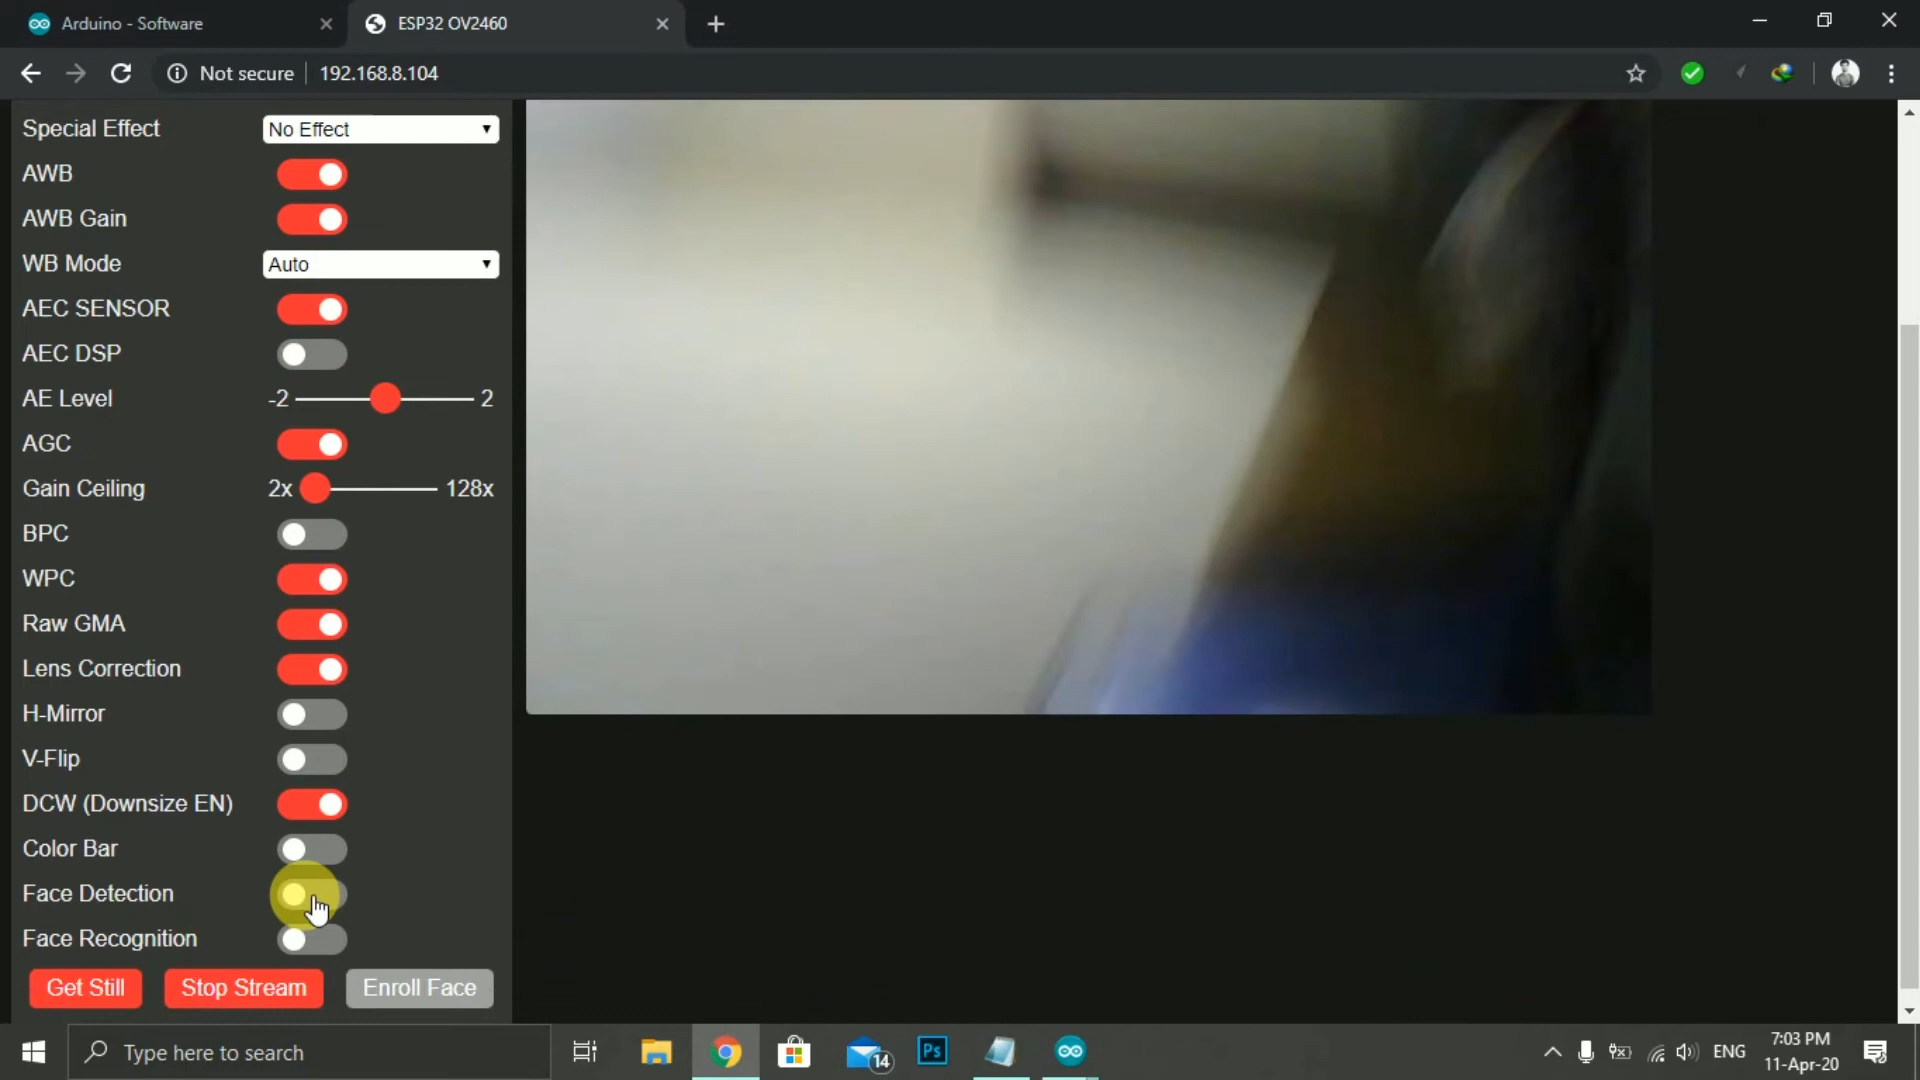 Arduino - Software
ESP32 OV2460
Not secure
192.168.8.104
Special Effect
No Effect
AWB
AWB Gain
WB Mode
Auto
AEC SENSOR
AEC DSP
AE Level
-2
2
AGC
Gain Ceiling
2x
128x
BPC
WPC
Raw GMA
Lens Correction
H-Mirror
V-Flip
DCW (Downsize EN)
Color Bar
Face Detection
Face Recognition
Get Still
Stop Stream
Enroll Face
Type here to search
14
Ps
ENG
7:03 PM
11-Apr-20